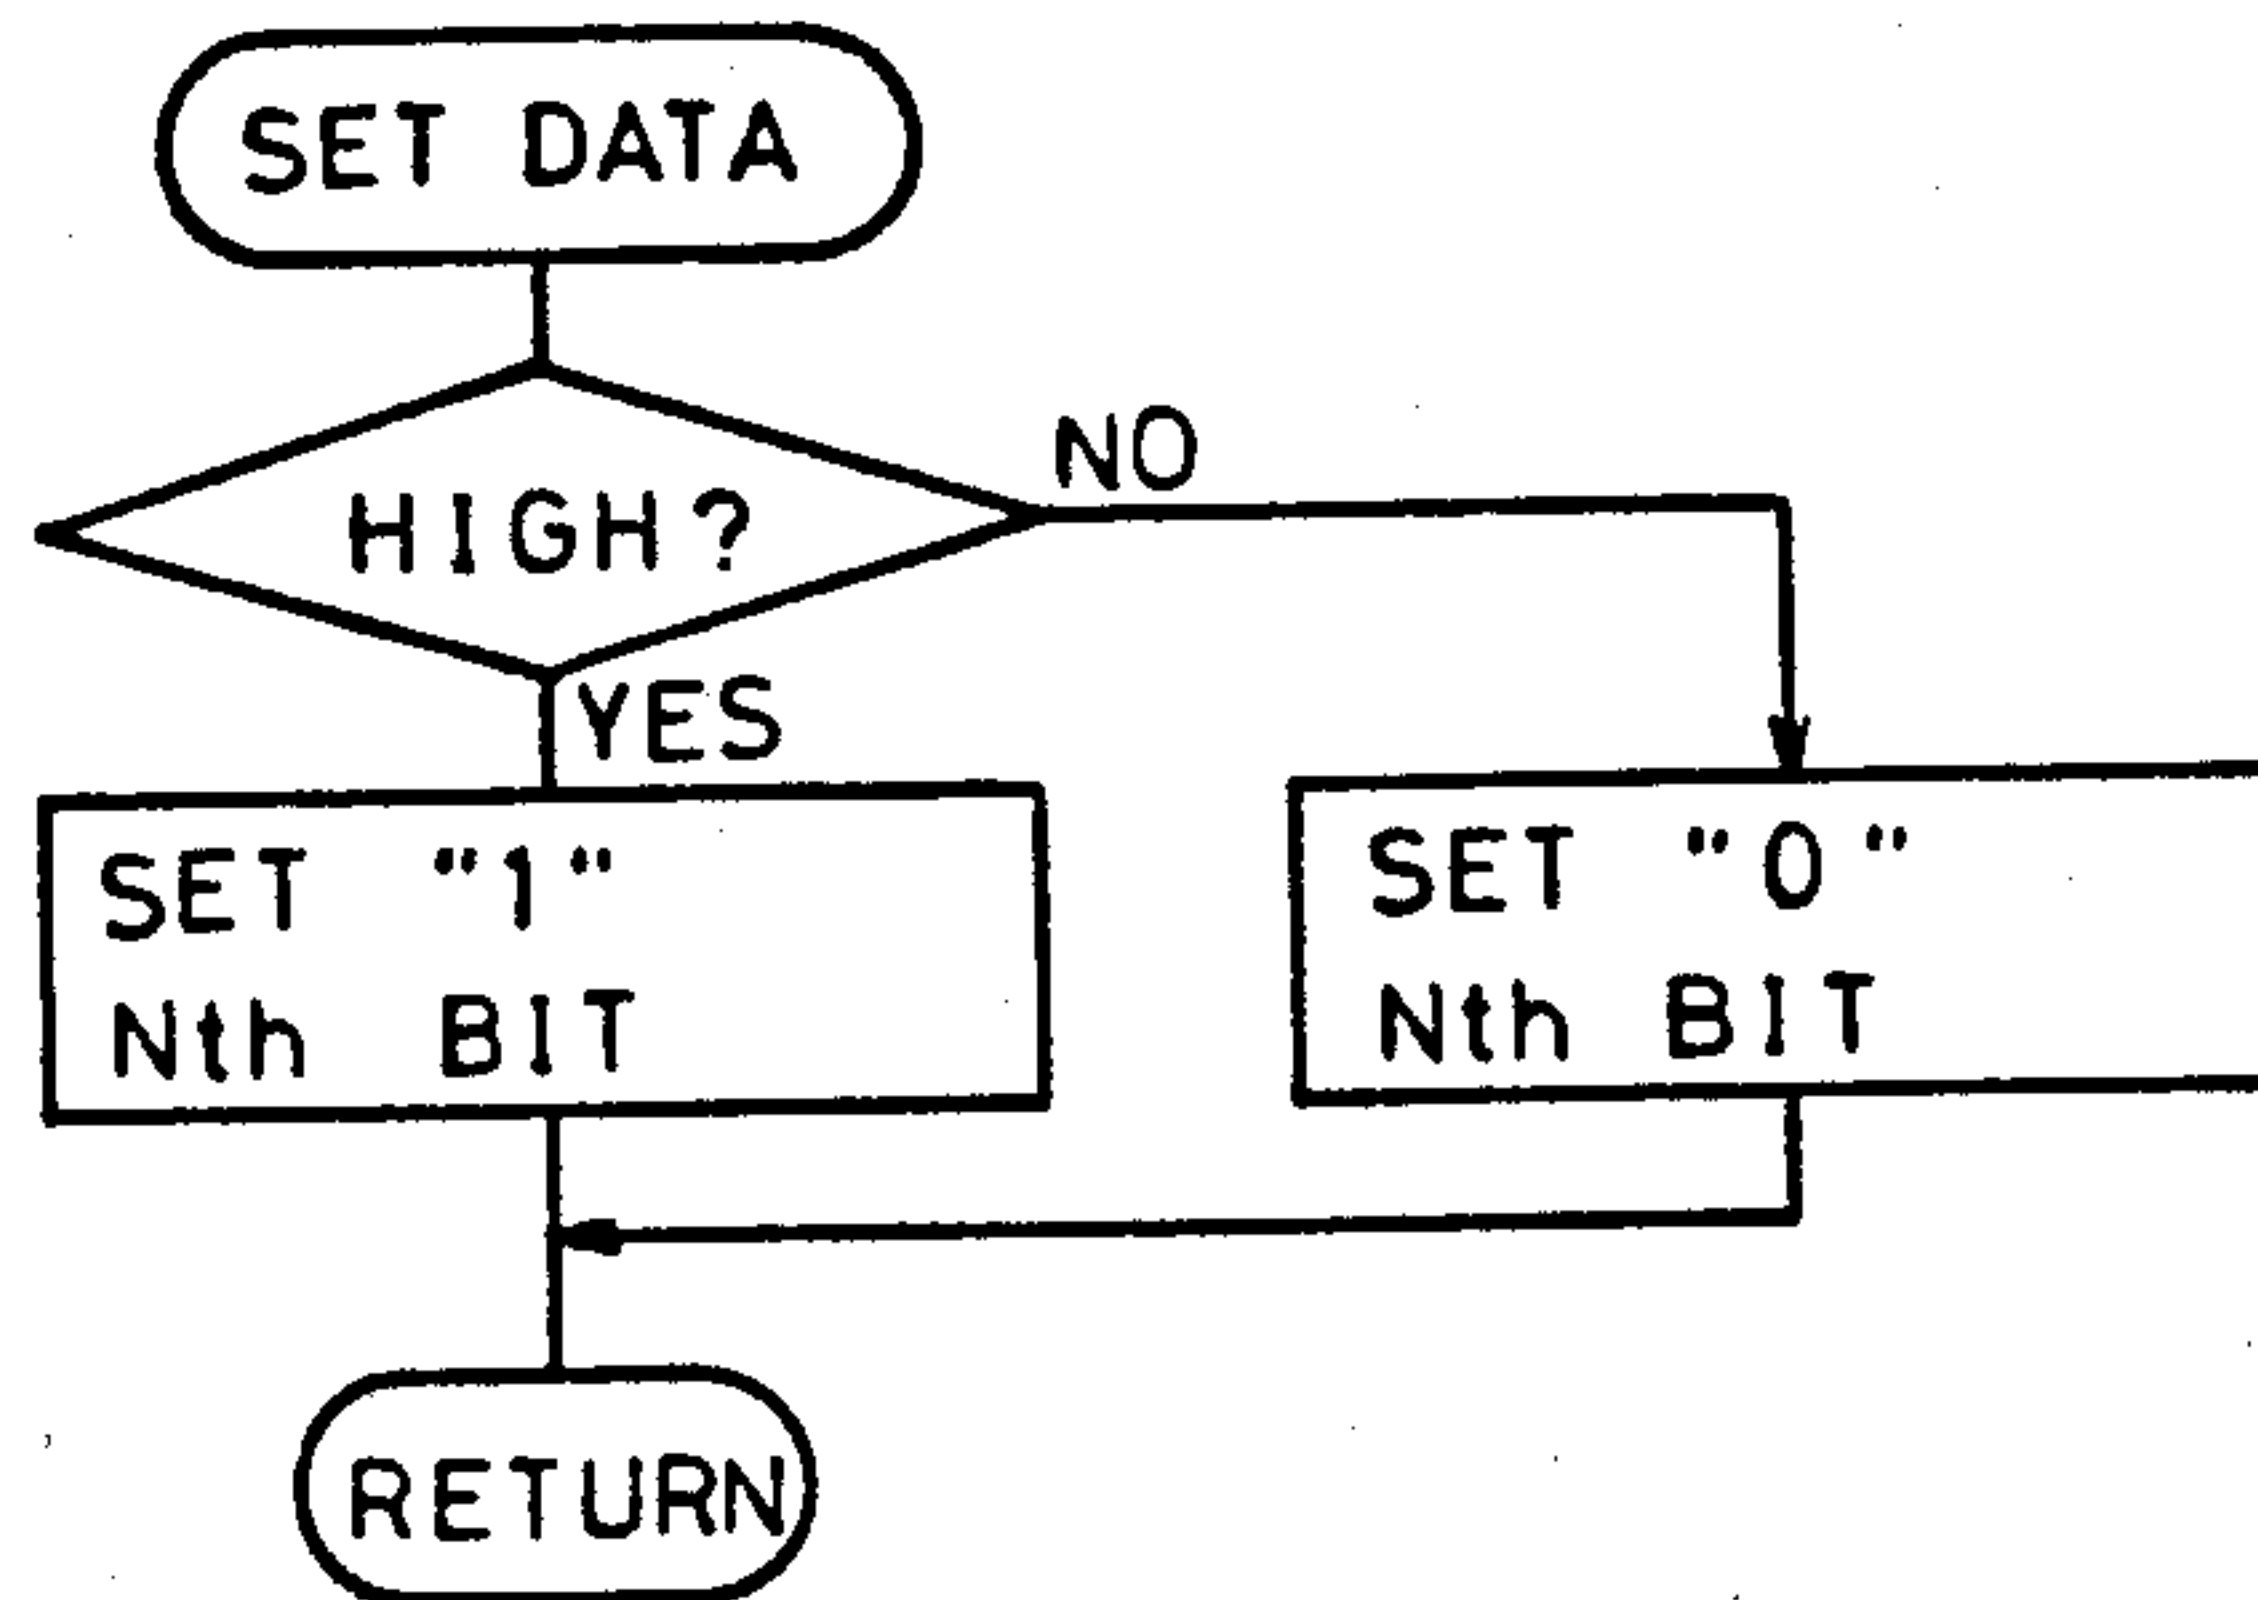 SET DATA
HIGH?
NO
YES
SET "1"
Nth BIT
SET "0"
Nth BIT
RETURN